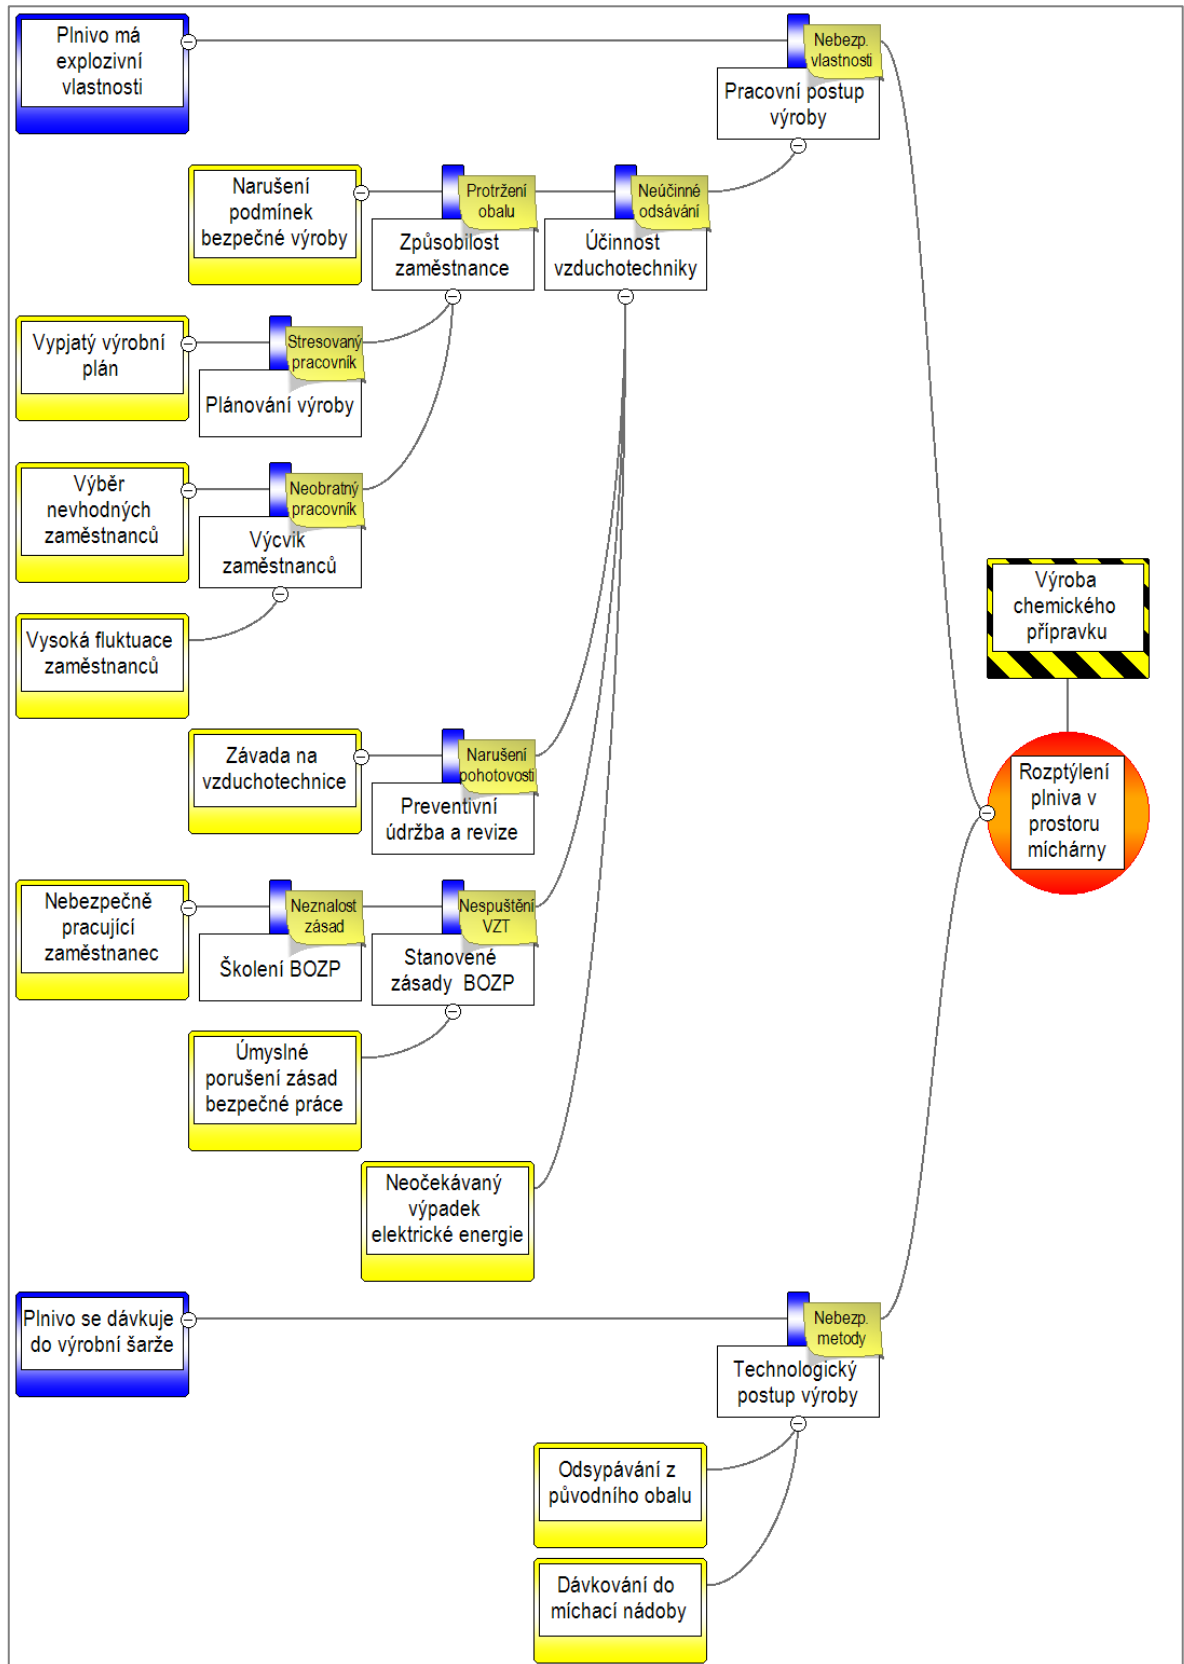 Plnivo má
explozivní
vlastnosti
Nebezp.
vlastnosti
Pracovní postup
výroby
Narušení
podmínek
bezpečné výroby
Protržení
obalu
Způsobilost
zaměstnance
Neúčinné
odsávání
Účinnost
vzduchotechniky
Vypjatý výrobní
plán
Stresovaný
pracovník
Plánování výroby
Výběr
nevhodných
zaměstnanců
Neobratný
pracovník
Výcvik
zaměstnanců
Vysoká fluktuace
zaměstnanců
Výroba
chemického
přípravku
Závada na
vzduchotechnice
Narušení
pohotovosti
Preventivní
údržba a revize
Rozptýlení
plniva v
prostoru
míchárny
Nebezpečně
pracující
zaměstnanec
Neznalost
zásad
Školení BOZP
Nespuštění
VZT
Stanovené
zásady BOZP
Úmyslné
porušení zásad
bezpečné práce
Neočekávaný
výpadek
elektrické energie
Plnivo se dávkuje
do výrobní šarže
Nebezp.
metody
Technologický
postup výroby
Odsypávání z
původního obalu
Dávkování do
míchací nádoby